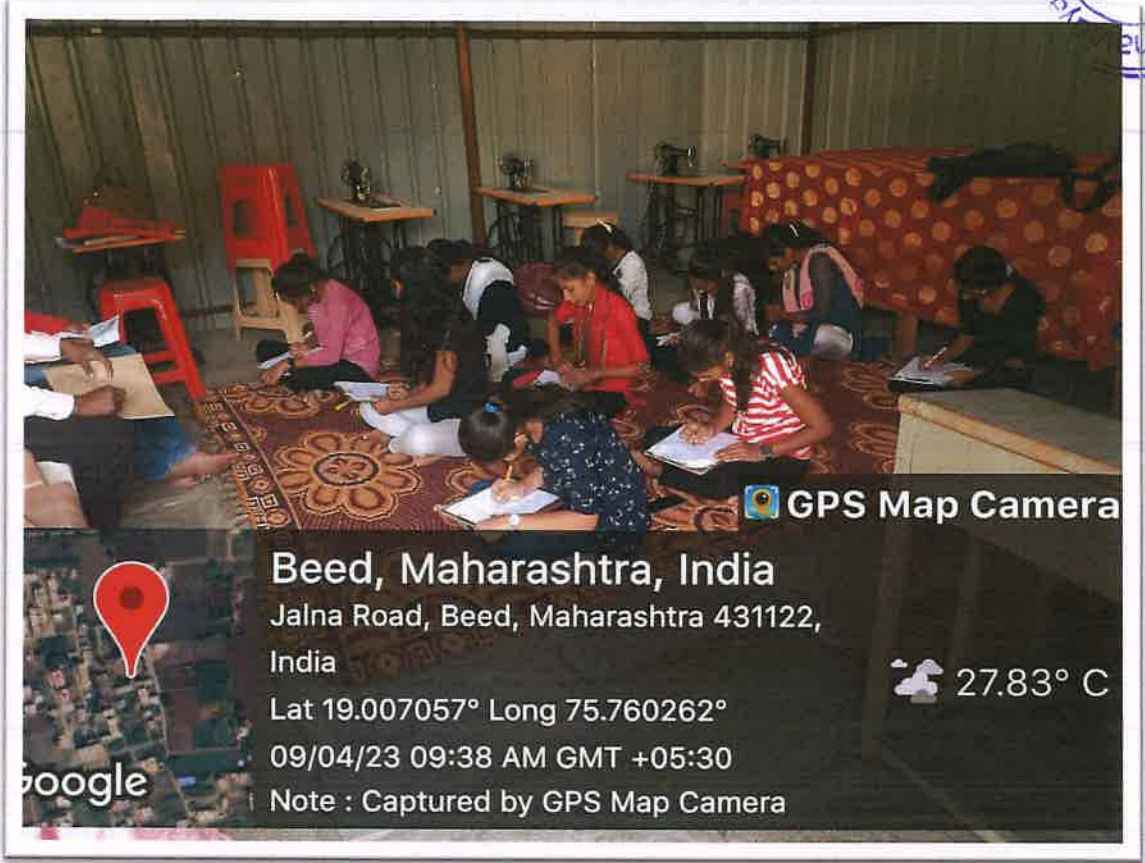 GPS Map Camera
Beed, Maharashtra, India
Jalna Road, Beed, Maharashtra 431122,
India
Lat 19.007057° Long 75.760262°
27.83° C
09/04/23 09:38 AM GMT +05:30
Google
Note : Captured by GPS Map Camera